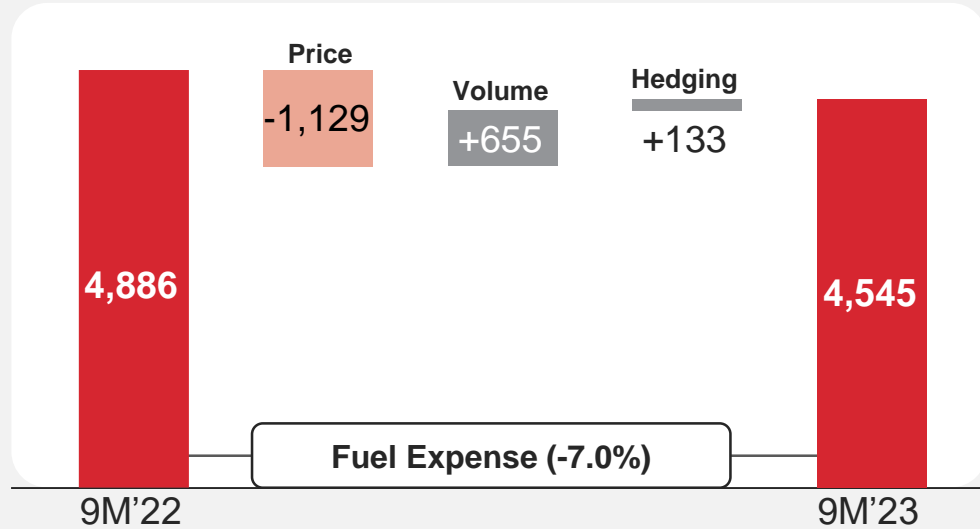 Price
-1,129
Volume
+655
Hedging
+133
4,886
4,545
Fuel Expense (-7.0%)
9M’22
9M’23